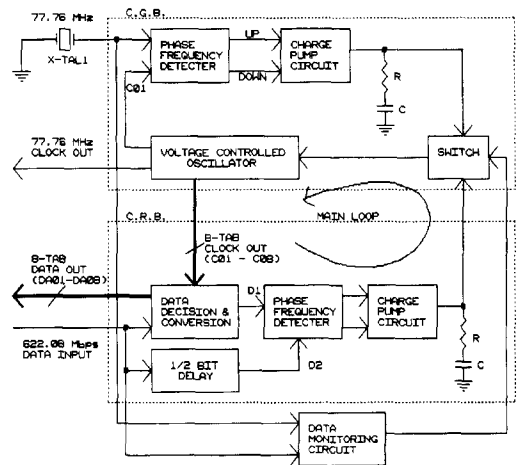 77.76 MHz
C.G.B.
X-TAL1
PHASE
FREQUENCY
DETECTER
UP
DOWN
CHARGE
PUMP
CIRCUIT
R
C
C01
77.76 MHz
CLOCK OUT
VOLTAGE CONTROLLED
OSCILLATOR
SWITCH
MAIN LOOP
C.R.B.
8-TAB
CLOCK OUT
(C01 - C08)
8-TAB
DATA OUT
(DA01-DA08)
DATA
DECISION &
CONVERSION
D1
PHASE
FREQUENCY
DETECTER
CHARGE
PUMP
CIRCUIT
R
C
622.08 Mbps
DATA INPUT
1/2 BIT
DELAY
D2
DATA
MONITORING
CIRCUIT